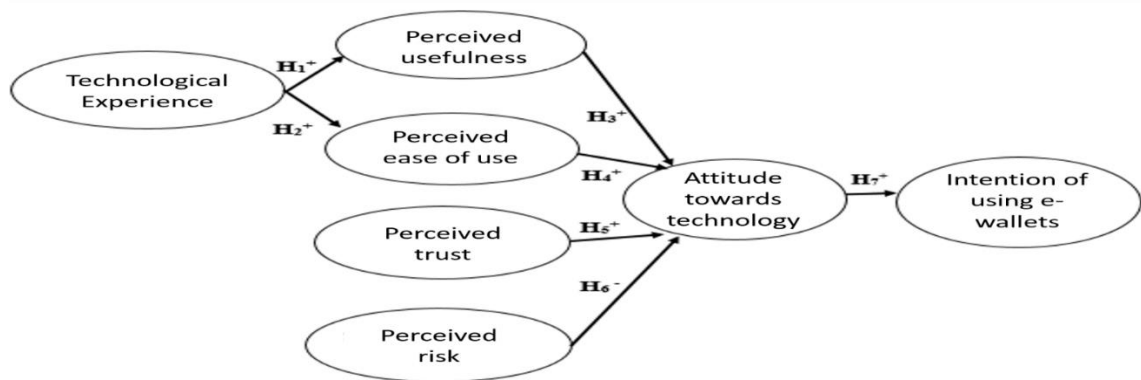 Technological
Experience
H₁⁺
H₂⁺
Perceived
usefulness
Perceived
ease of use
Perceived
trust
Perceived
risk
H₃⁺
H₄⁺
H₅⁺
H₆⁻
Attitude
towards
technology
H₇⁺
Intention of
using e-
wallets